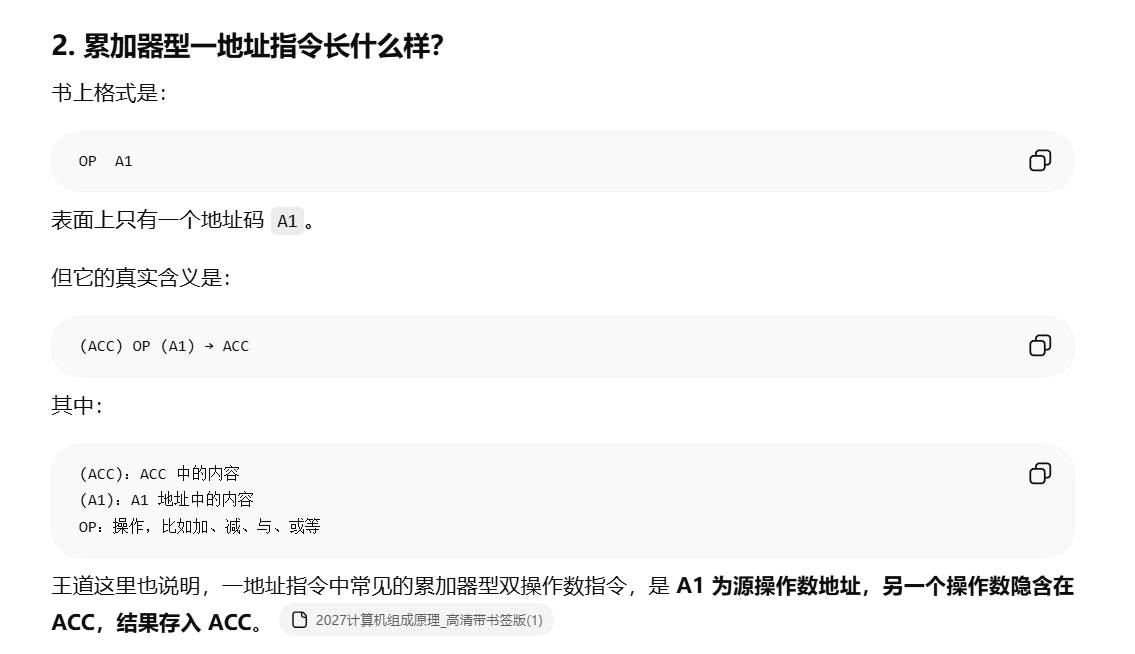 2. 累加器型一地址指令长什么样？
书上格式是：
OP  A1
表面上只有一个地址码 A1 。
但它的真实含义是：
(ACC) OP (A1) → ACC
其中：
(ACC)：ACC 中的内容
(A1)：A1 地址中的内容
OP：操作，比如加、减、与、或等
王道这里也说明，一地址指令中常见的累加器型双操作数指令，是 A1 为源操作数地址，另一个操作数隐含在
ACC，结果存入 ACC。 2027计算机组成原理_高清带书签版(1)